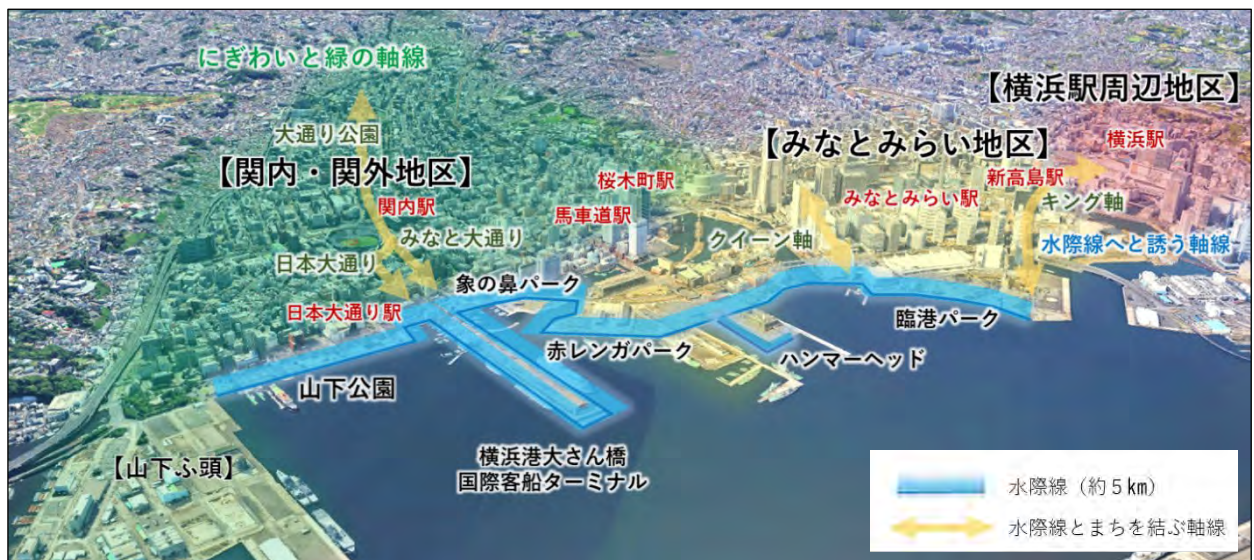 にぎわいと緑の軸線
【横浜駅周辺地区】
大通り公園
【みなとみらい地区】
横浜駅
【関内・関外地区】
桜木町駅
新高島駅
関内駅
馬車道駅
みなとみらい駅
キング軸
みなと大通り
クイーン軸
水際線へと誘う軸線
日本大通り
象の鼻パーク
日本大通り駅
臨港パーク
赤レンガパーク
ハンマーヘッド
山下公園
横浜港大さん橋
国際客船ターミナル
【山下ふ頭】
水際線(約5km)
水際線とまちを結ぶ軸線